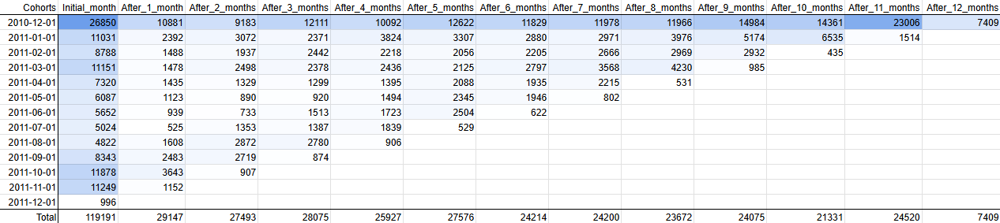 Cohorts Initial_month After_1_month After_2_months After_3_months After_4_months After_5_months After_6_months After_7_months After_8_months After_9_months After_10_months After_11_months After_12_months
2010-12-01 26850 10881 9183 12111 10092 12622 11829 11978 11966 14984 14361 23006 7409
2011-01-01 11031 2392 3072 2371 3824 3307 2880 2971 3976 5174 6535 1514
2011-02-01 8788 1488 1937 2442 2218 2056 2205 2666 2969 2932 435
2011-03-01 11151 1478 2498 2378 2436 2125 2797 3568 4230 985
2011-04-01 7320 1435 1329 1299 1395 2088 1935 2215 531
2011-05-01 6087 1123 890 920 1494 2345 1946 802
2011-06-01 5652 939 733 1513 1723 2504 622
2011-07-01 5024 525 1353 1387 1839 529
2011-08-01 4822 1608 2872 2780 906
2011-09-01 8343 2483 2719 874
2011-10-01 11878 3643 907
2011-11-01 11249 1152
2011-12-01 996
Total 119191 29147 27493 28075 25927 27576 24214 24200 23672 24075 21331 24520 7409